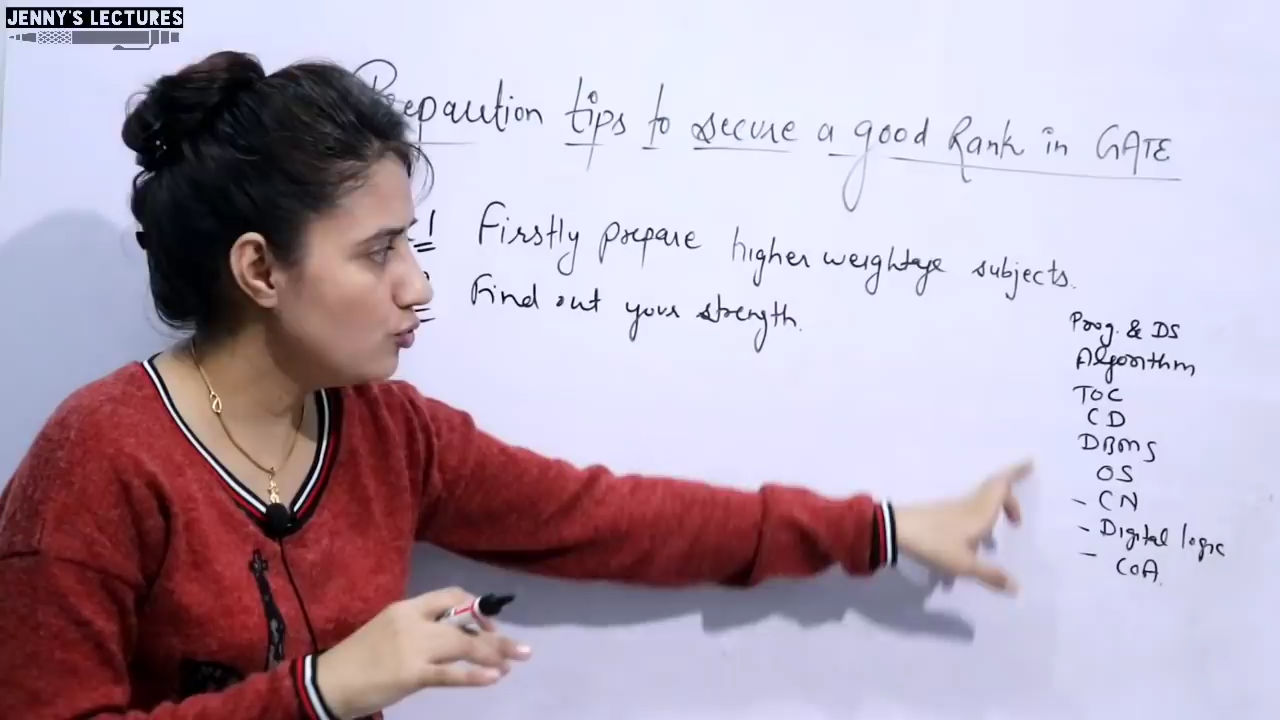 JENNY'S LECTURES
Preparation tips to secure a good Rank in GATE
1 Firstly prepare higher weightage subjects.
Find out your strength.
Prog. & DS
Algorithm
TOC
CD
DBMS
OS
- CN
- Digital logic
- COA.